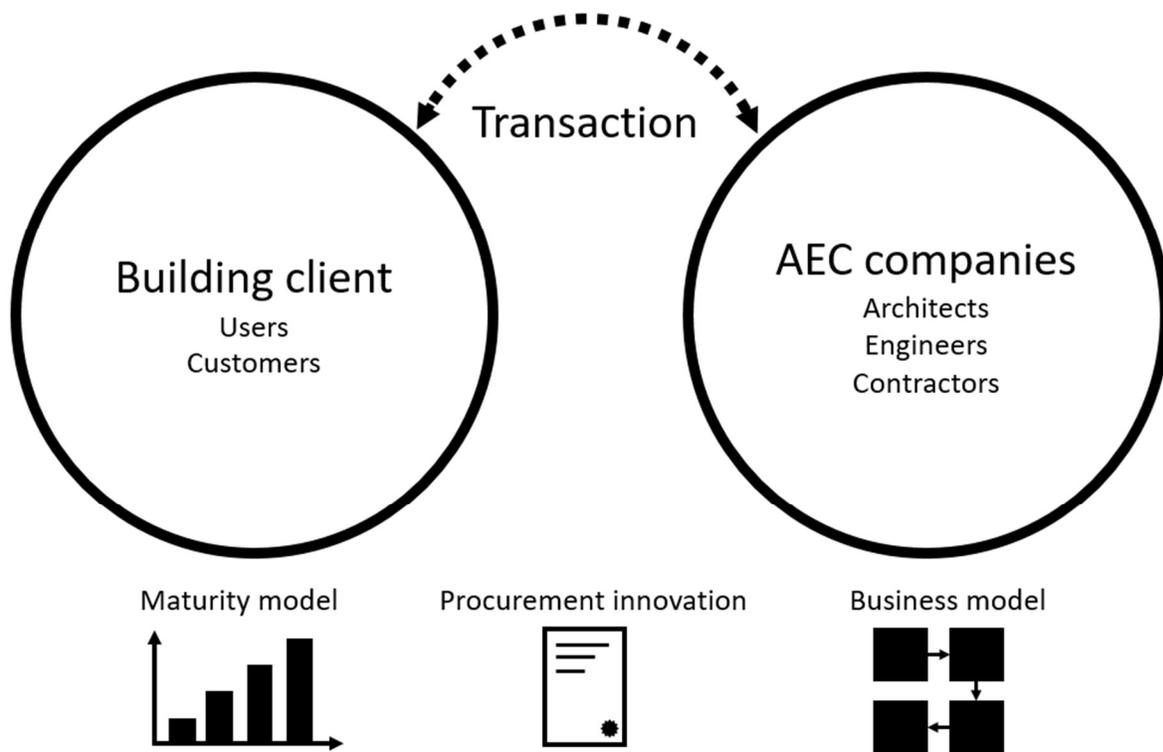 Transaction
Building client
Users
Customers
AEC companies
Architects
Engineers
Contractors
Maturity model
Procurement innovation
Business model